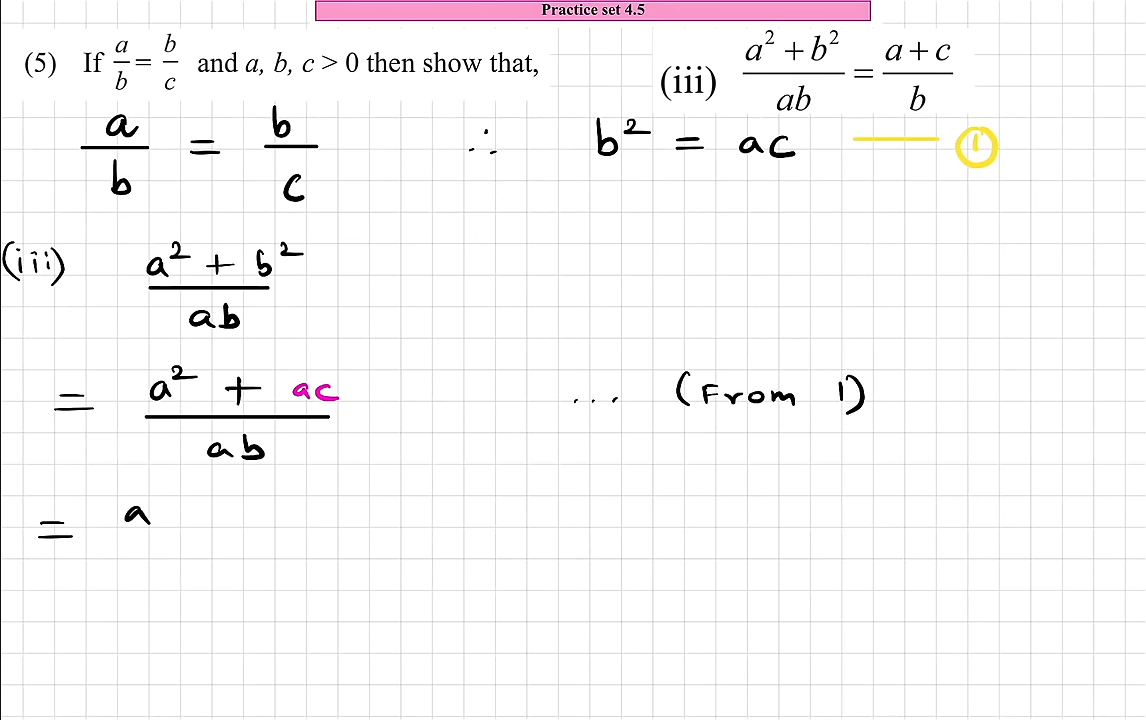 Practice set 4.5
(5) If a/b = b/c and a, b, c > 0 then show that, (iii) (a² + b²)/ab = (a + c)/b
a/b = b/c ∴ b² = ac —— ①
(iii) (a² + b²)/ab
= (a² + ac)/ab ... (From 1)
= a